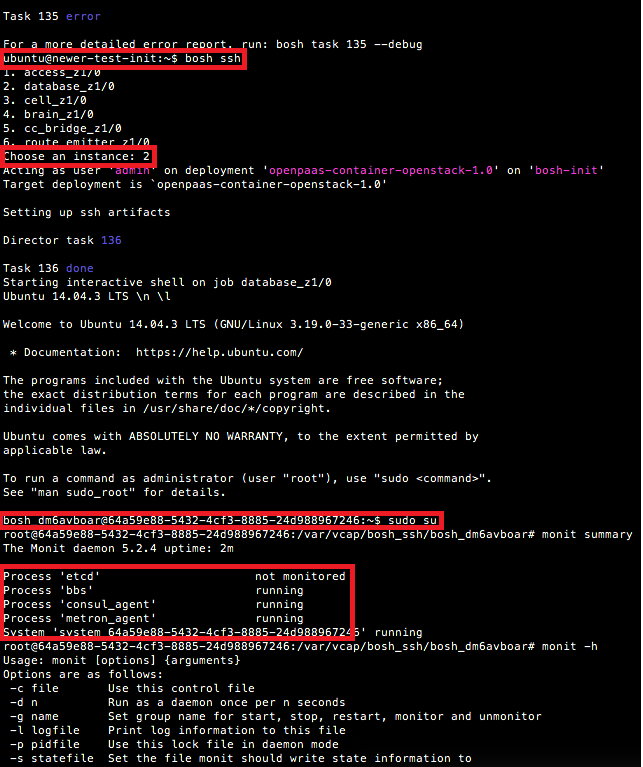 Task 135 error
For a more detailed error report, run: bosh task 135 --debug
ubuntu@newer-test-init:~$ bosh ssh
1. access_z1/0
2. database_z1/0
3. cell_z1/0
4. brain_z1/0
5. cc_bridge_z1/0
6. route_emitter_z1/0
Choose an instance: 2
Acting as user 'admin' on deployment 'openpaas-container-openstack-1.0' on 'bosh-init'
Target deployment is `openpaas-container-openstack-1.0'
Setting up ssh artifacts
Director task 136
Task 136 done
Starting interactive shell on job database_z1/0
Ubuntu 14.04.3 LTS \n \l
Welcome to Ubuntu 14.04.3 LTS (GNU/Linux 3.19.0-33-generic x86_64)
* Documentation:  https://help.ubuntu.com/
The programs included with the Ubuntu system are free software;
the exact distribution terms for each program are described in the
individual files in /usr/share/doc/*/copyright.
Ubuntu comes with ABSOLUTELY NO WARRANTY, to the extent permitted by
applicable law.
To run a command as administrator (user "root"), use "sudo <command>".
See "man sudo_root" for details.
bosh_dm6avboar@64a59e88-5432-4cf3-8885-24d988967246:~$ sudo su
root@64a59e88-5432-4cf3-8885-24d988967246:/var/vcap/bosh_ssh/bosh_dm6avboar# monit summary
The Monit daemon 5.2.4 uptime: 2m
Process 'etcd'                      not monitored
Process 'bbs'                       running
Process 'consul_agent'              running
Process 'metron_agent'              running
System 'system_64a59e88-5432-4cf3-8885-24d988967246' running
root@64a59e88-5432-4cf3-8885-24d988967246:/var/vcap/bosh_ssh/bosh_dm6avboar# monit -h
Usage: monit [options] {arguments}
Options are as follows:
-c file       Use this control file
-d n          Run as a daemon once per n seconds
-g name       Set group name for start, stop, restart, monitor and unmonitor
-l logfile    Print log information to this file
-p pidfile    Use this lock file in daemon mode
-s statefile  Set the file monit should write state information to